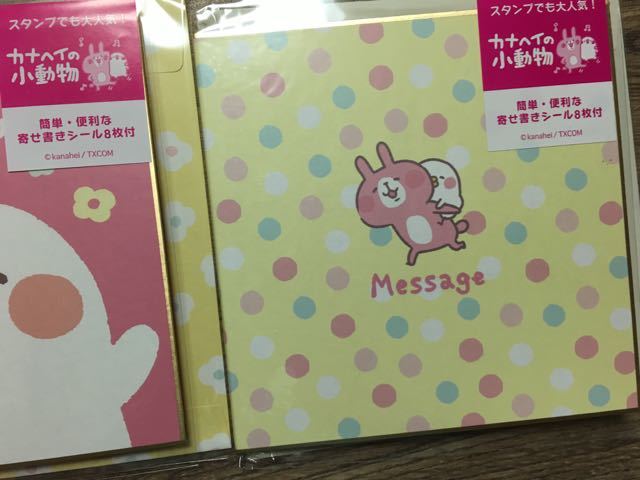 スタンプでも大人気！
カナヘイの
小動物
簡単・便利な
寄せ書きシール8枚付
©kanahei / TXCOM
スタンプでも大人気！
カナヘイの
小動物
簡単・便利な
寄せ書きシール8枚付
©kanahei / TXCOM
Message